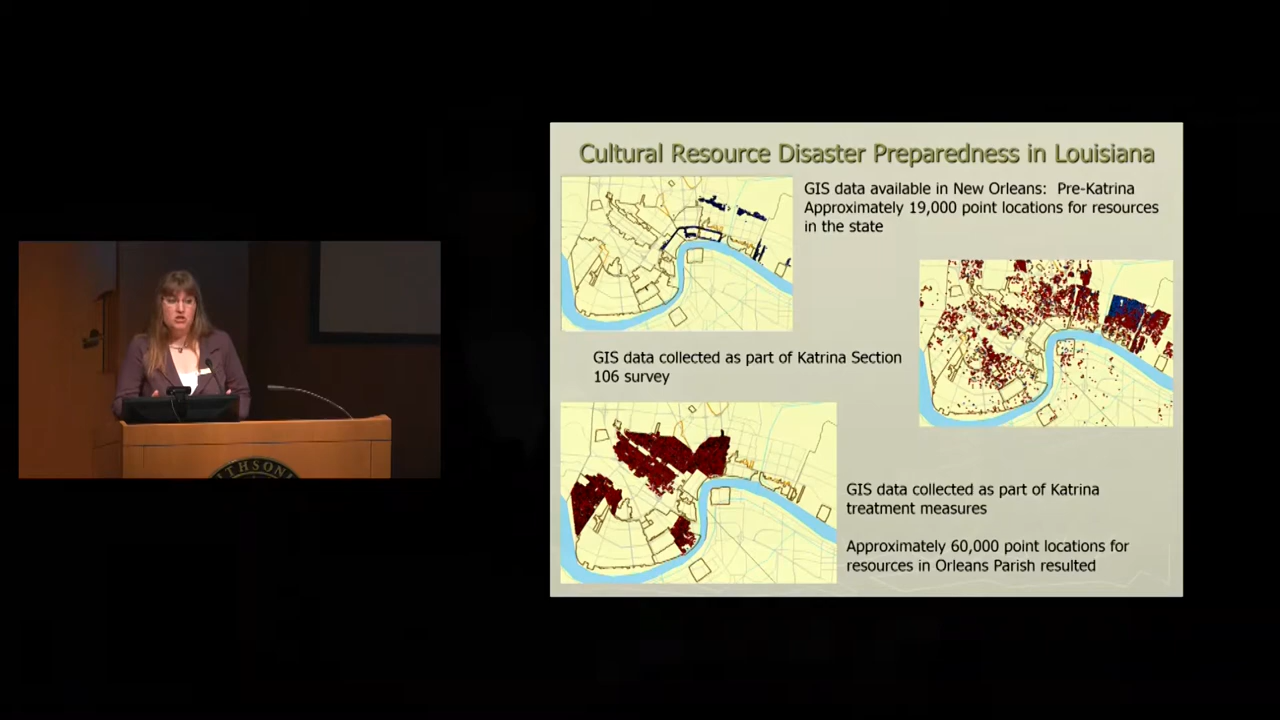 Cultural Resource Disaster Preparedness in Louisiana
GIS data available in New Orleans: Pre-Katrina
Approximately 19,000 point locations for resources
in the state
GIS data collected as part of Katrina Section
106 survey
GIS data collected as part of Katrina
treatment measures
Approximately 60,000 point locations for
resources in Orleans Parish resulted
THSONI